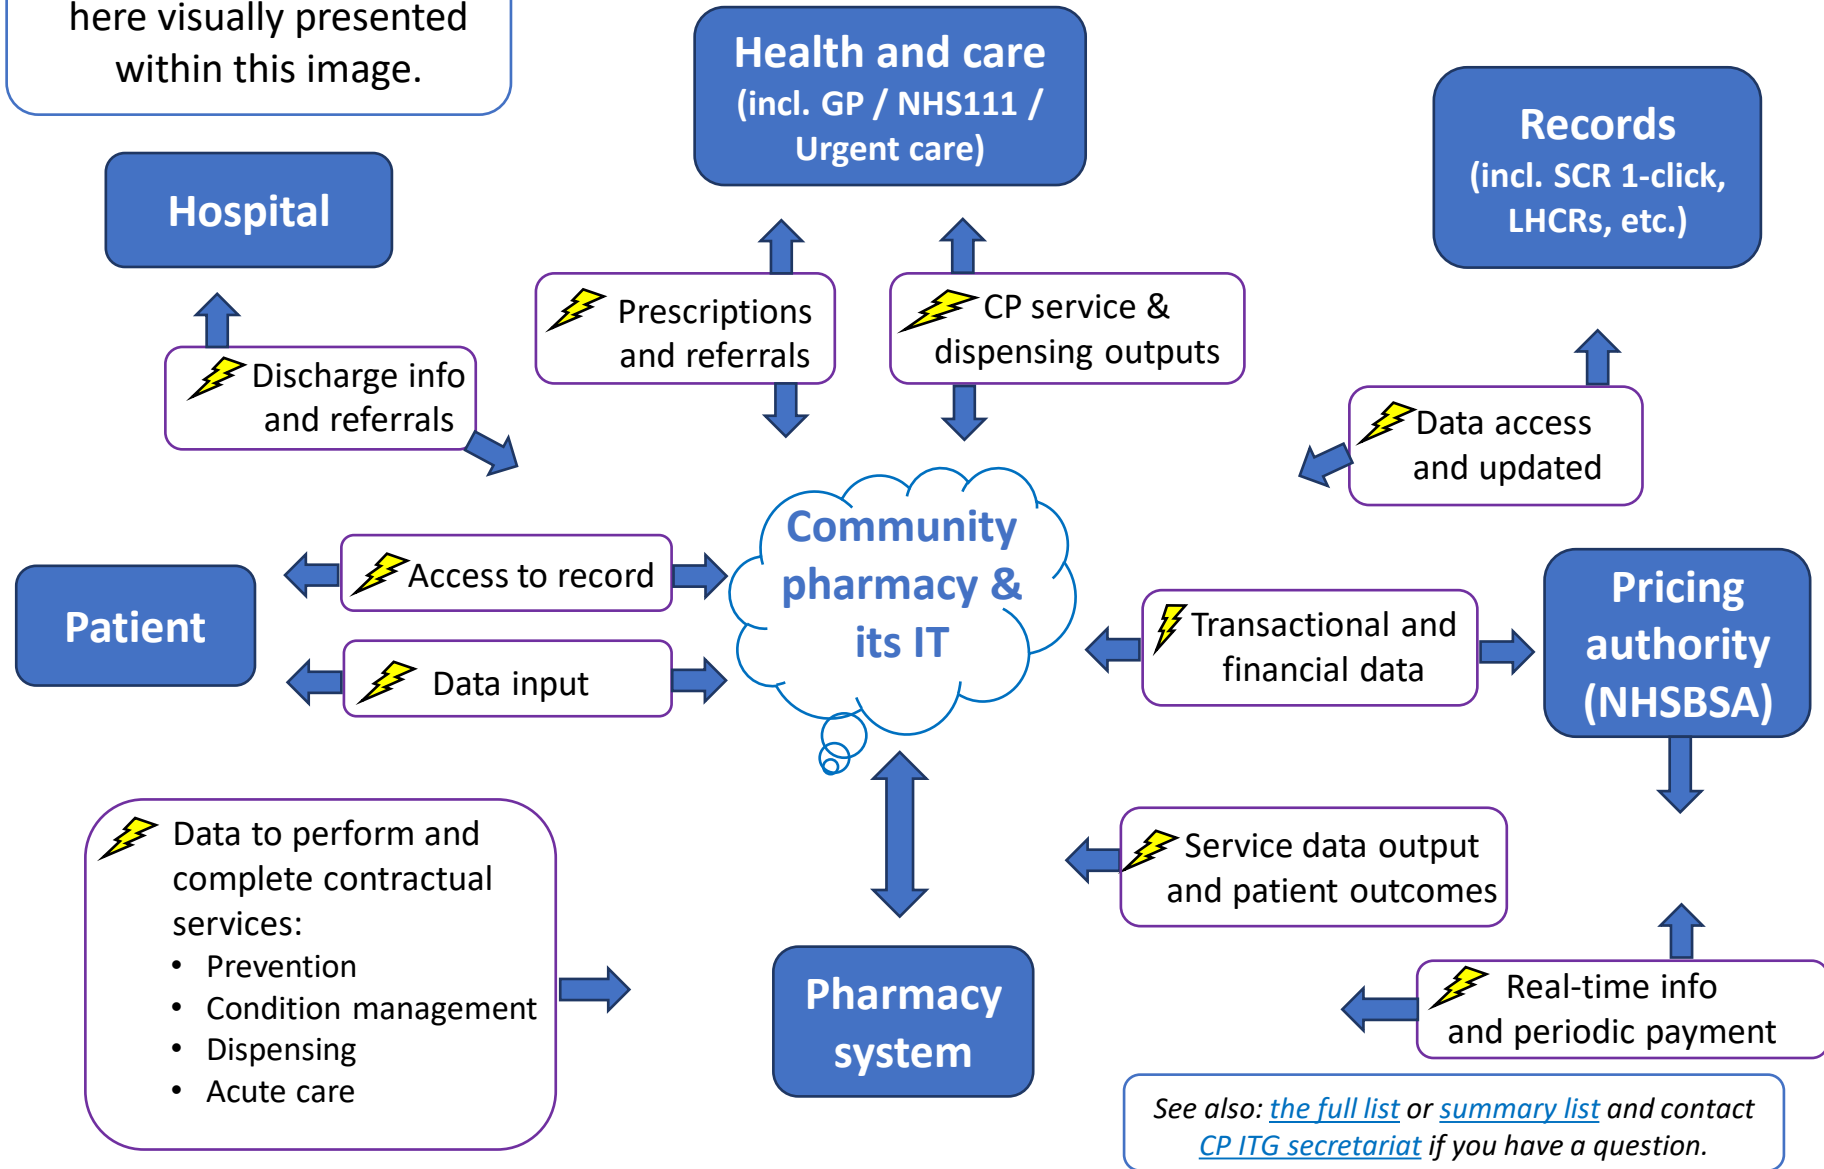 here visually presented
within this image.
Health and care
(incl. GP / NHS111 /
Urgent care)
Records
(incl. SCR 1-click,
LHCRs, etc.)
Hospital
Prescriptions
and referrals
CP service &
dispensing outputs
Discharge info
and referrals
Data access
and updated
Community
pharmacy &
its IT
Access to record
Patient
Data input
Transactional and
financial data
Pricing
authority
(NHSBSA)
Data to perform and
complete contractual
services:
• Prevention
• Condition management
• Dispensing
• Acute care
Service data output
and patient outcomes
Pharmacy
system
Real-time info
and periodic payment
See also: the full list or summary list and contact
CP ITG secretariat if you have a question.